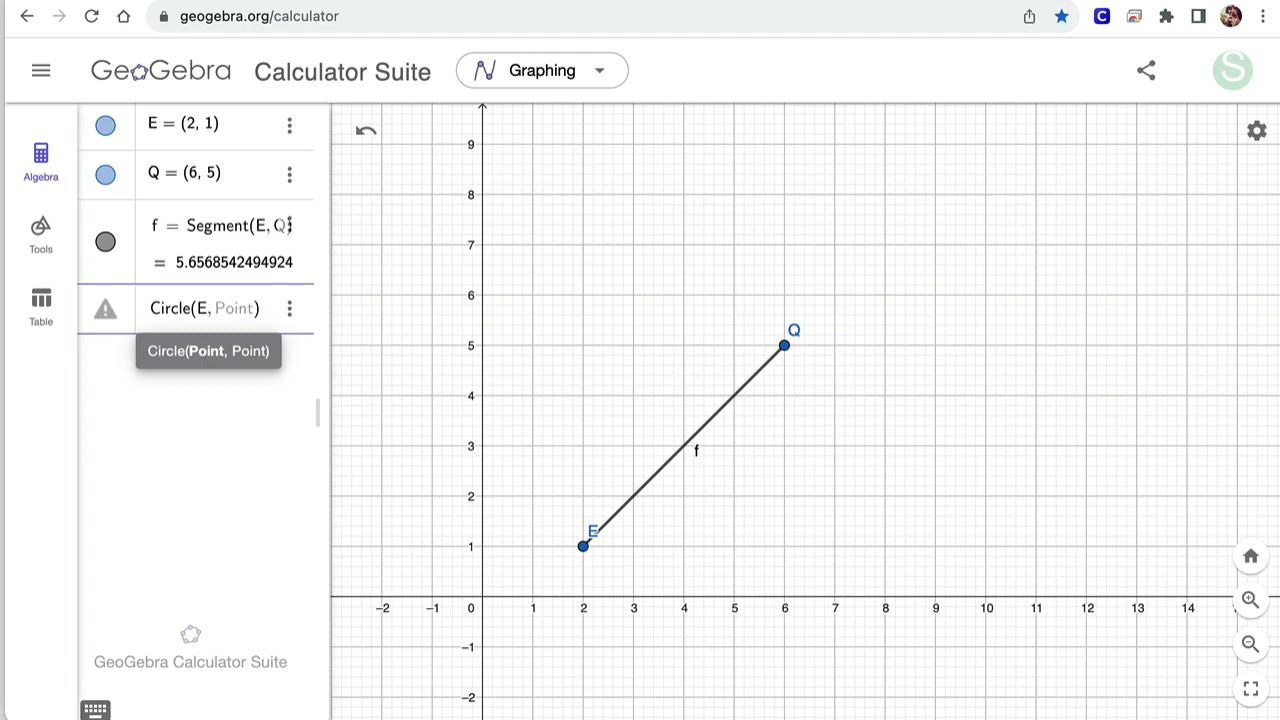 geogebra.org/calculator
GeoGebra Calculator Suite Graphing
S
E = (2, 1)
Q = (6, 5)
f = Segment(E, Q
= 5.6568542494924
Circle(E, Point)
Circle(Point, Point)
Algebra
Tools
Table
GeoGebra Calculator Suite
9
8
7
6
5
4
3
2
1
−2 −1 0 1 2 3 4 5 6 7 8 9 10 11 12 13 14
−1
−2
Q
f
E
C